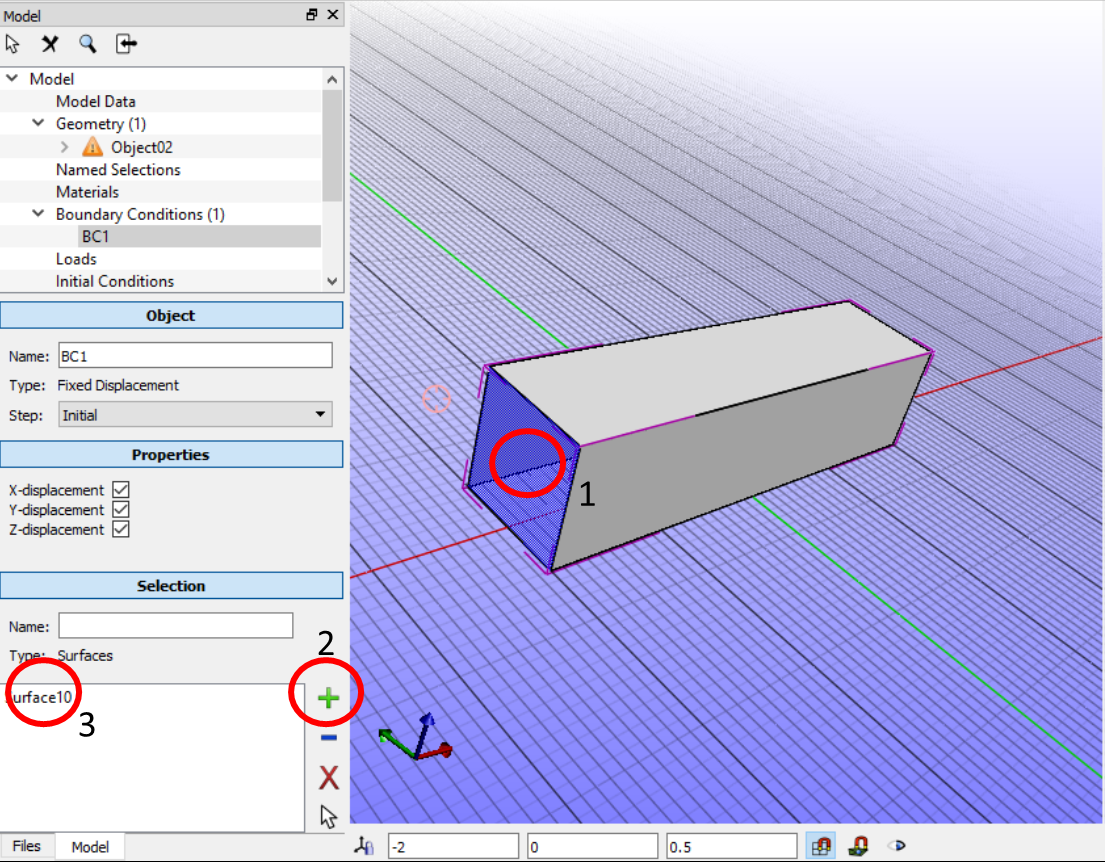 Model
Model
Model Data
Geometry (1)
Object02
Named Selections
Materials
Boundary Conditions (1)
BC1
Loads
Initial Conditions
Object
Name: BC1
Type: Fixed Displacement
Step: Initial
Properties
X-displacement
Y-displacement
Z-displacement
Selection
Name:
Type: Surfaces
urface10
1
2
3
Files Model
-2 0 0.5